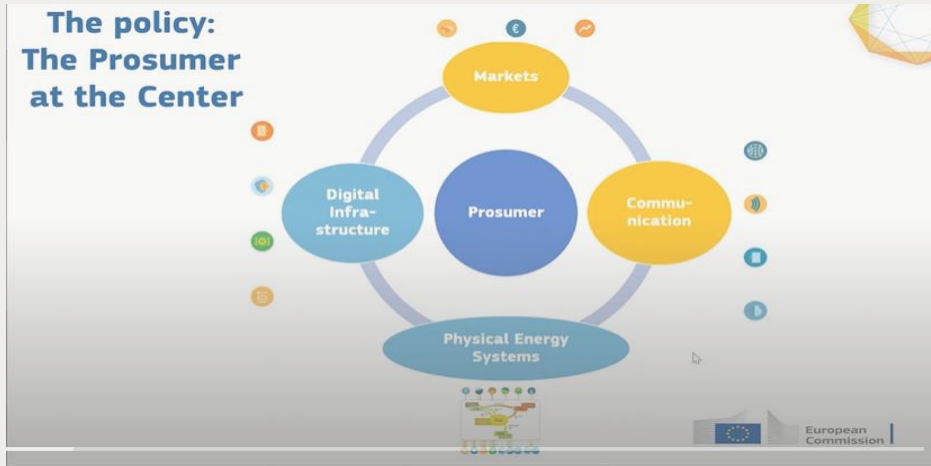 The policy:
The Prosumer
at the Center
Markets
Digital
Infra-
structure
Prosumer
Commu-
nication
Physical Energy
Systems
European
Commission